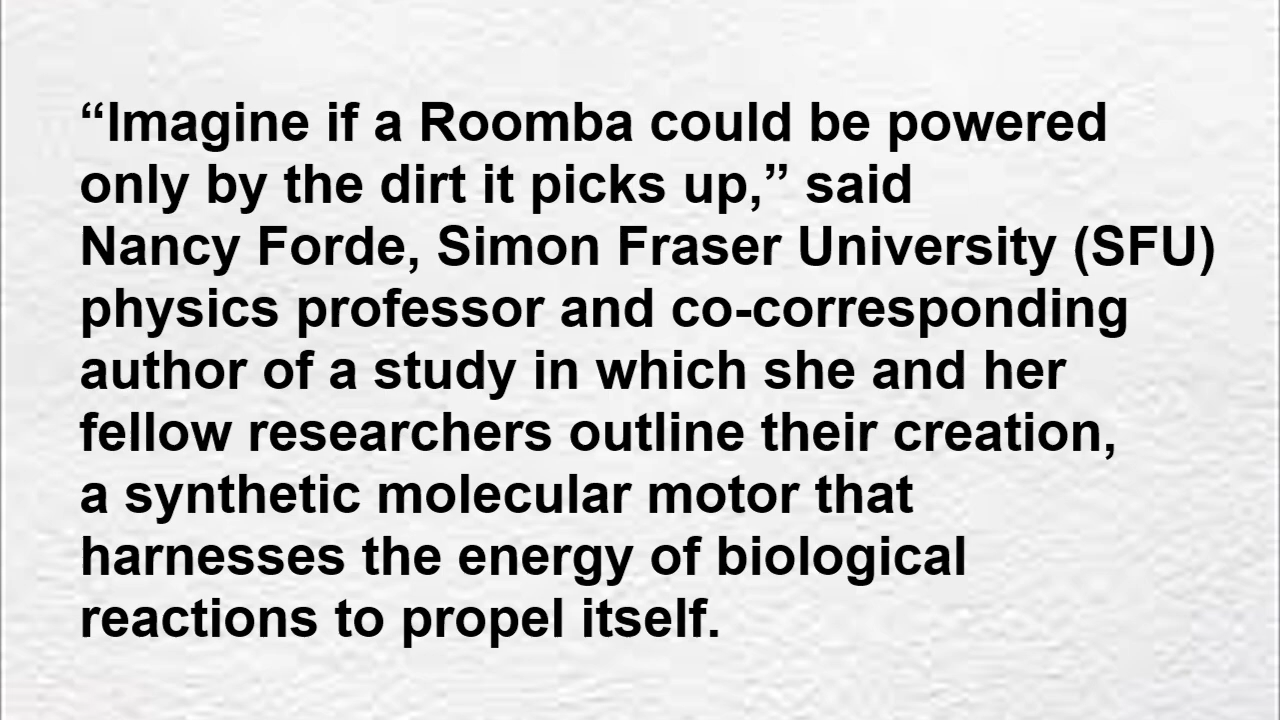 “Imagine if a Roomba could be powered
only by the dirt it picks up,” said
Nancy Forde, Simon Fraser University (SFU)
physics professor and co-corresponding
author of a study in which she and her
fellow researchers outline their creation,
a synthetic molecular motor that
harnesses the energy of biological
reactions to propel itself.